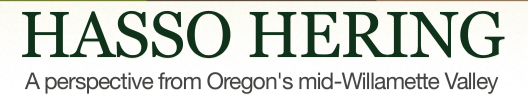 HASSO HERING
A perspective from Oregon's mid-Willamette Valley